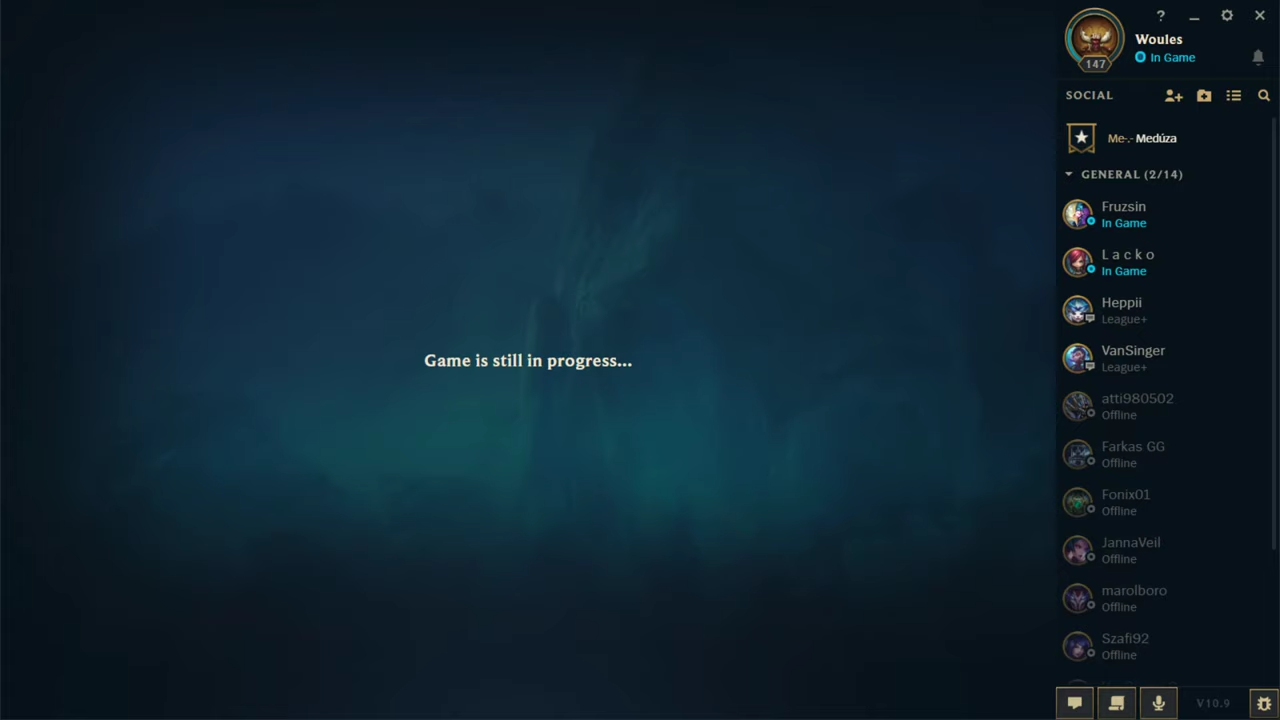 ?
Woules
147
In Game
SOCIAL
Me-.- Medúza
GENERAL (2/14)
Fruzsin
In Game
L a c k o
In Game
Game is still in progress...
Heppii
League+
VanSinger
League+
atti980502
Offline
Farkas GG
Offline
Fonix01
Offline
JannaVeil
Offline
marolboro
Offline
Szafi92
Offline
V10.9